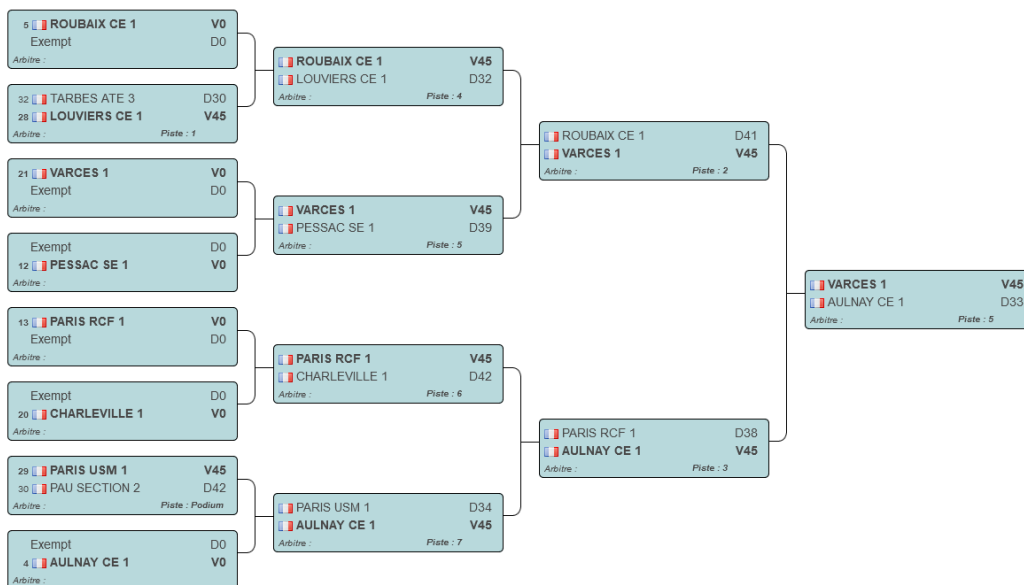 5 ROUBAIX CE 1 V0
Exempt D0
Arbitre :
32 TARBES ATE 3 D30
28 LOUVIERS CE 1 V45
Arbitre : Piste : 1
21 VARCES 1 V0
Exempt D0
Arbitre :
Exempt D0
12 PESSAC SE 1 V0
Arbitre :
13 PARIS RCF 1 V0
Exempt D0
Arbitre :
Exempt D0
20 CHARLEVILLE 1 V0
Arbitre :
29 PARIS USM 1 V45
30 PAU SECTION 2 D42
Arbitre : Piste : Podium
Exempt D0
4 AULNAY CE 1 V0
Arbitre :
ROUBAIX CE 1 V45
LOUVIERS CE 1 D32
Arbitre : Piste : 4
VARCES 1 V45
PESSAC SE 1 D39
Arbitre : Piste : 5
PARIS RCF 1 V45
CHARLEVILLE 1 D42
Arbitre : Piste : 6
PARIS USM 1 D34
AULNAY CE 1 V45
Arbitre : Piste : 7
ROUBAIX CE 1 D41
VARCES 1 V45
Arbitre : Piste : 2
PARIS RCF 1 D38
AULNAY CE 1 V45
Arbitre : Piste : 3
VARCES 1 V45
AULNAY CE 1 D33
Arbitre : Piste : 5